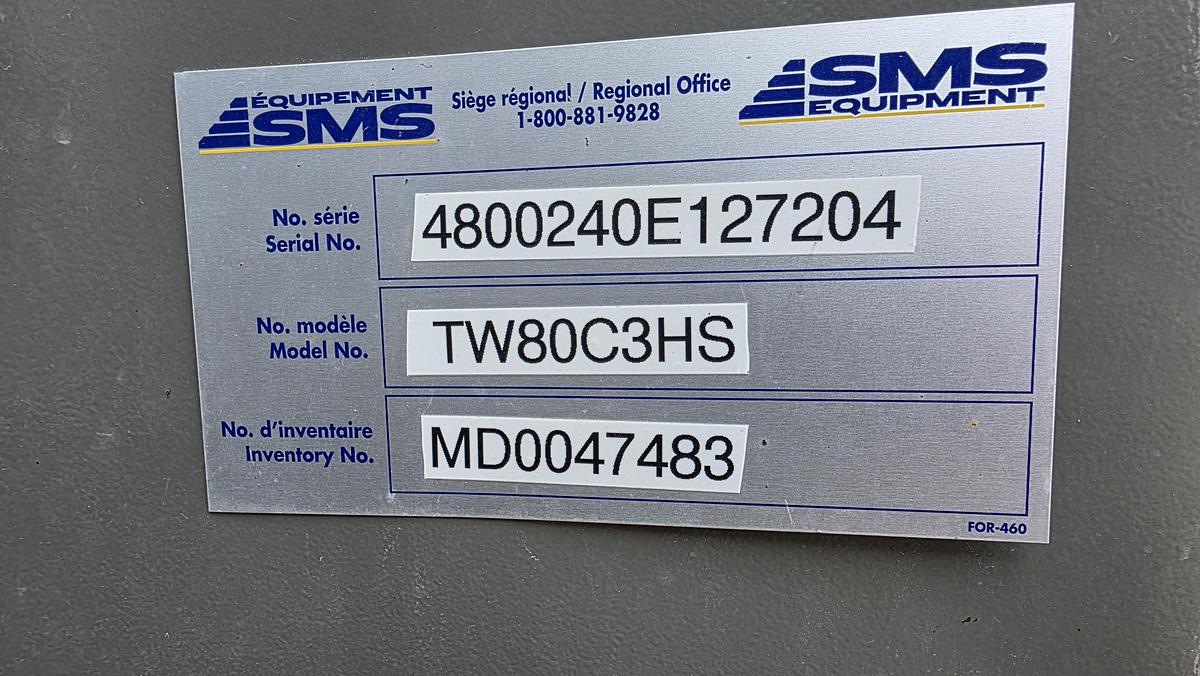 ÉQUIPEMENT
SMS
Siège régional / Regional Office
1-800-881-9828
SMS
EQUIPMENT
No. série
Serial No.
4800240E127204
No. modèle
Model No.
TW80C3HS
No. d'inventaire
Inventory No.
MD0047483
FOR-460